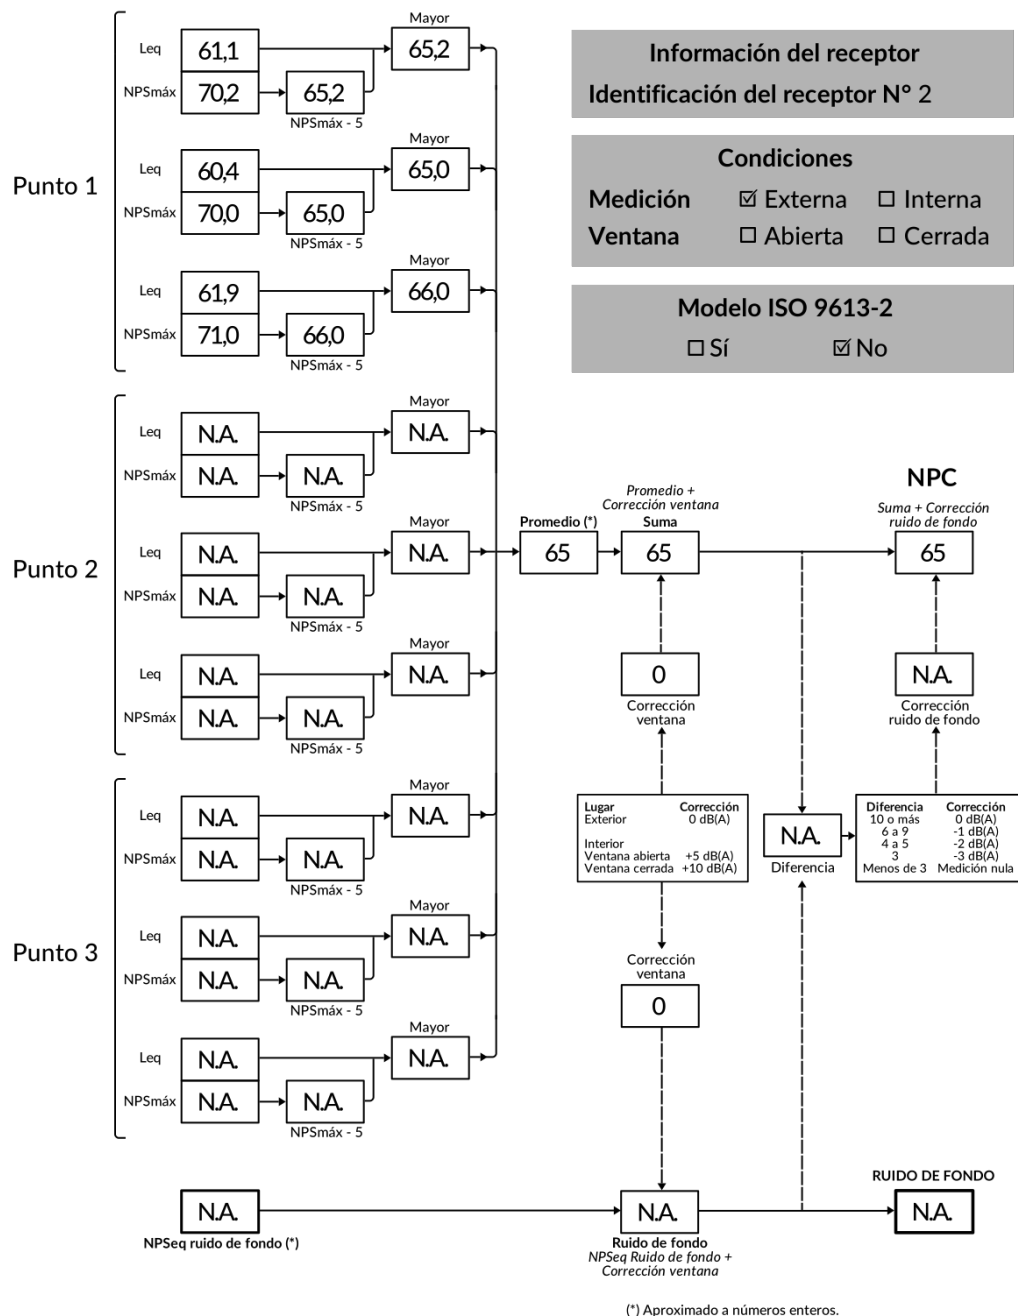 Información del receptor
Identificación del receptor N° 2
Condiciones
Medición ☑ Externa ☐ Interna
Ventana ☐ Abierta ☐ Cerrada
Modelo ISO 9613-2
☐ Sí ☑ No
Punto 1
Mayor
Leq 61,1 65,2
NPSmáx 70,2 65,2
NPSmáx - 5
Mayor
Leq 60,4 65,0
NPSmáx 70,0 65,0
NPSmáx - 5
Mayor
Leq 61,9 66,0
NPSmáx 71,0 66,0
NPSmáx - 5
Punto 2
Mayor
Leq N.A. N.A.
NPSmáx N.A. N.A.
NPSmáx - 5
Mayor
Leq N.A. N.A.
NPSmáx N.A. N.A.
NPSmáx - 5
Mayor
Leq N.A. N.A.
NPSmáx N.A. N.A.
NPSmáx - 5
Punto 3
Mayor
Leq N.A. N.A.
NPSmáx N.A. N.A.
NPSmáx - 5
Mayor
Leq N.A. N.A.
NPSmáx N.A. N.A.
NPSmáx - 5
Mayor
Leq N.A. N.A.
NPSmáx N.A. N.A.
NPSmáx - 5
Promedio (*)
65
Promedio +
Corrección ventana
Suma
65
NPC
Suma + Corrección
ruido de fondo
65
0
Corrección
ventana
N.A.
Corrección
ruido de fondo
Lugar Corrección
Exterior 0 dB(A)
Interior
Ventana abierta +5 dB(A)
Ventana cerrada +10 dB(A)
N.A.
Diferencia
Diferencia Corrección
10 o más 0 dB(A)
6 a 9 -1 dB(A)
4 a 5 -2 dB(A)
3 -3 dB(A)
Menos de 3 Medición nula
Corrección
ventana
0
N.A.
NPSeq ruido de fondo (*)
N.A.
Ruido de fondo
NPSeq Ruido de fondo +
Corrección ventana
RUIDO DE FONDO
N.A.
(*) Aproximado a números enteros.